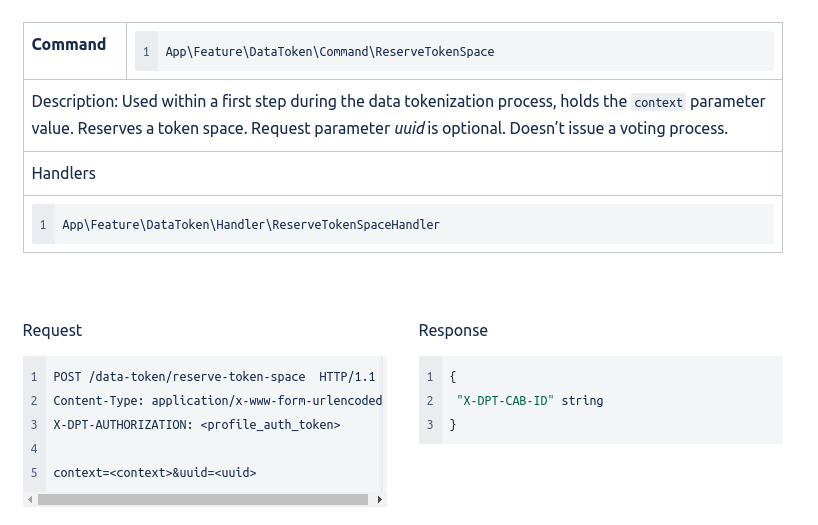 Command
1 App\Feature\DataToken\Command\ReserveTokenSpace
Description: Used within a first step during the data tokenization process, holds the context parameter
value. Reserves a token space. Request parameter uuid is optional. Doesn’t issue a voting process.
Handlers
1 App\Feature\DataToken\Handler\ReserveTokenSpaceHandler
Request
1 POST /data-token/reserve-token-space  HTTP/1.1
2 Content-Type: application/x-www-form-urlencoded
3 X-DPT-AUTHORIZATION: <profile_auth_token>
4
5 context=<context>&uuid=<uuid>
Response
1 {
2  "X-DPT-CAB-ID" string
3 }